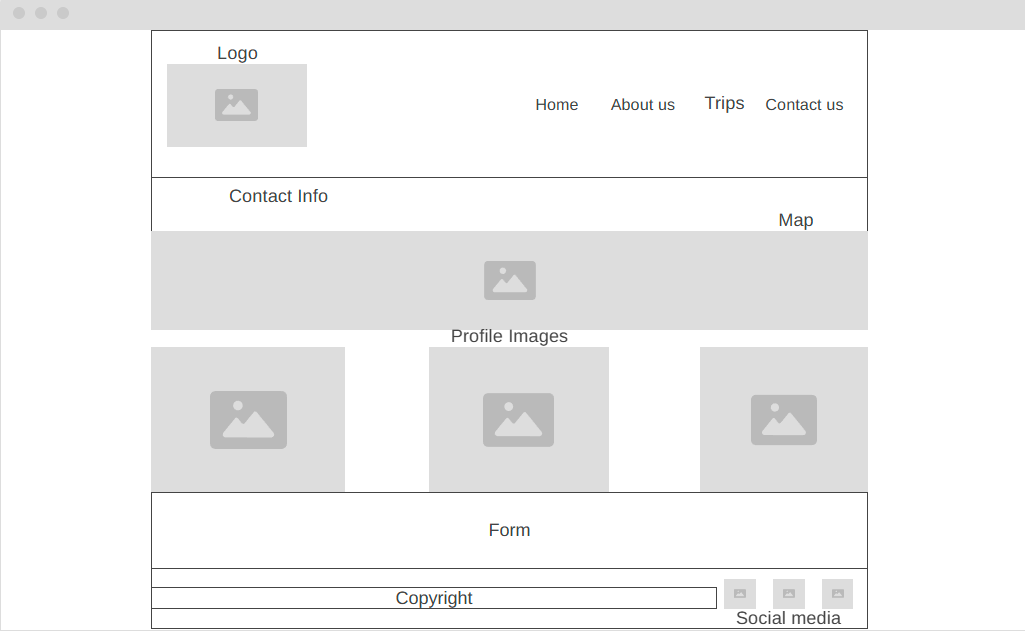 Logo
Home About us Trips Contact us
Contact Info
Map
Profile Images
Form
Copyright
Social media